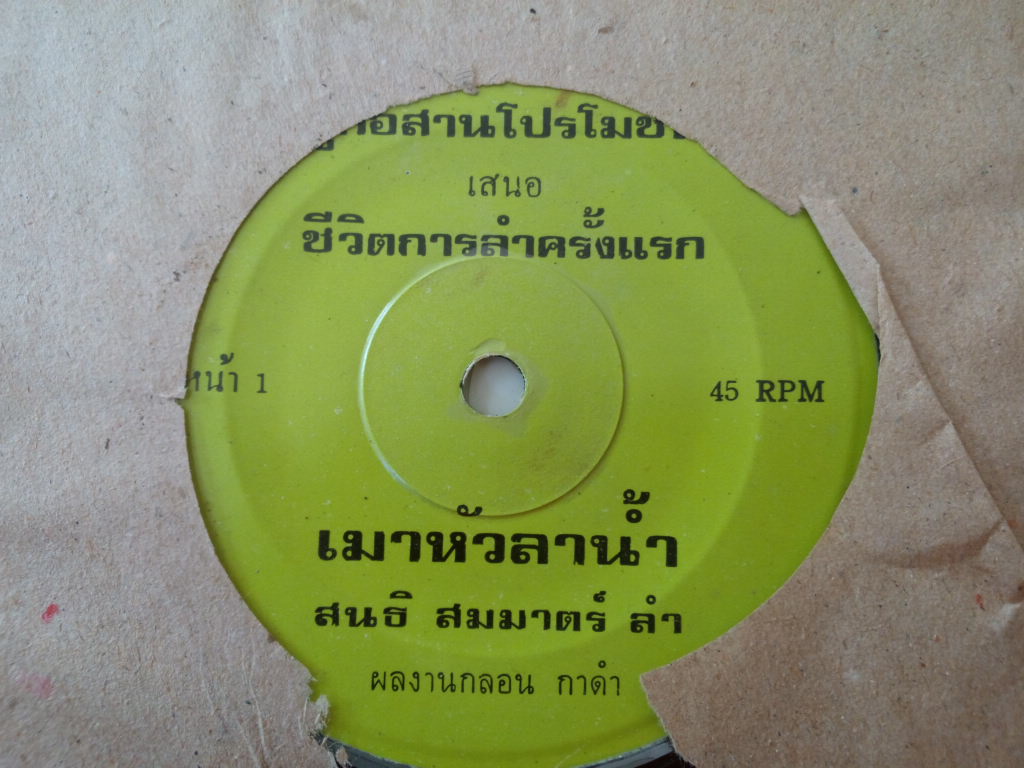 เสนอ
ชีวิตการลำครั้งแรก
หน้า 1
45 RPM
เมาหัวลาน้ำ
สนธิ สมมาตร์ ลำ
ผลงานกลอน กาดำ